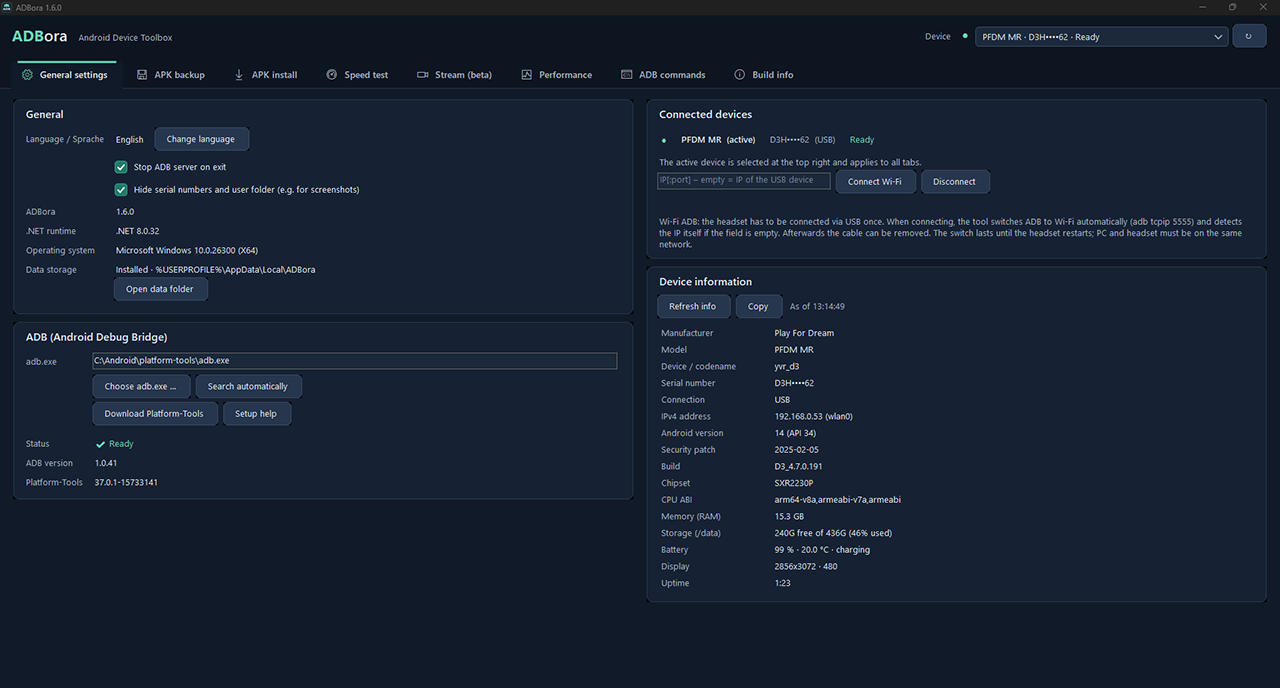 ADBora 1.6.0
ADBora Android Device Toolbox
Device PFDM MR · D3H••••62 · Ready
General settings APK backup APK install Speed test Stream (beta) Performance ADB commands Build info
General
Language / Sprache English Change language
Stop ADB server on exit
Hide serial numbers and user folder (e.g. for screenshots)
ADBora 1.6.0
.NET runtime .NET 8.0.32
Operating system Microsoft Windows 10.0.26300 (X64)
Data storage Installed · %USERPROFILE%\AppData\Local\ADBora
Open data folder
ADB (Android Debug Bridge)
adb.exe C:\Android\platform-tools\adb.exe
Choose adb.exe ... Search automatically
Download Platform-Tools Setup help
Status Ready
ADB version 1.0.41
Platform-Tools 37.0.1-15733141
Connected devices
PFDM MR (active) D3H••••62 (USB) Ready
The active device is selected at the top right and applies to all tabs.
IP[:port] – empty = IP of the USB device Connect Wi-Fi Disconnect
Wi-Fi ADB: the headset has to be connected via USB once. When connecting, the tool switches ADB to Wi-Fi automatically (adb tcpip 5555) and detects
the IP itself if the field is empty. Afterwards the cable can be removed. The switch lasts until the headset restarts; PC and headset must be on the same
network.
Device information
Refresh info Copy As of 13:14:49
Manufacturer Play For Dream
Model PFDM MR
Device / codename yvr_d3
Serial number D3H••••62
Connection USB
IPv4 address 192.168.0.53 (wlan0)
Android version 14 (API 34)
Security patch 2025-02-05
Build D3_4.7.0.191
Chipset SXR2230P
CPU ABI arm64-v8a,armeabi-v7a,armeabi
Memory (RAM) 15.3 GB
Storage (/data) 240G free of 436G (46% used)
Battery 99 % · 20.0 °C · charging
Display 2856x3072 · 480
Uptime 1:23